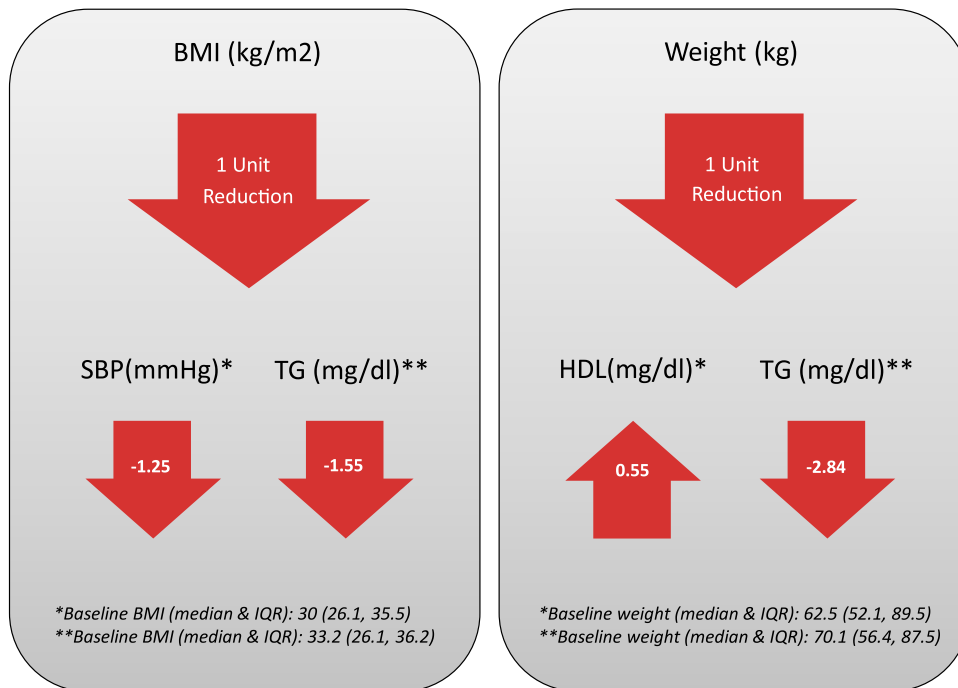 BMI (kg/m2)
1 Unit
Reduction
SBP(mmHg)*
TG (mg/dl)**
-1.25
-1.55
*Baseline BMI (median & IQR): 30 (26.1, 35.5)
**Baseline BMI (median & IQR): 33.2 (26.1, 36.2)
Weight (kg)
1 Unit
Reduction
HDL(mg/dl)*
TG (mg/dl)**
0.55
-2.84
*Baseline weight (median & IQR): 62.5 (52.1, 89.5)
**Baseline weight (median & IQR): 70.1 (56.4, 87.5)